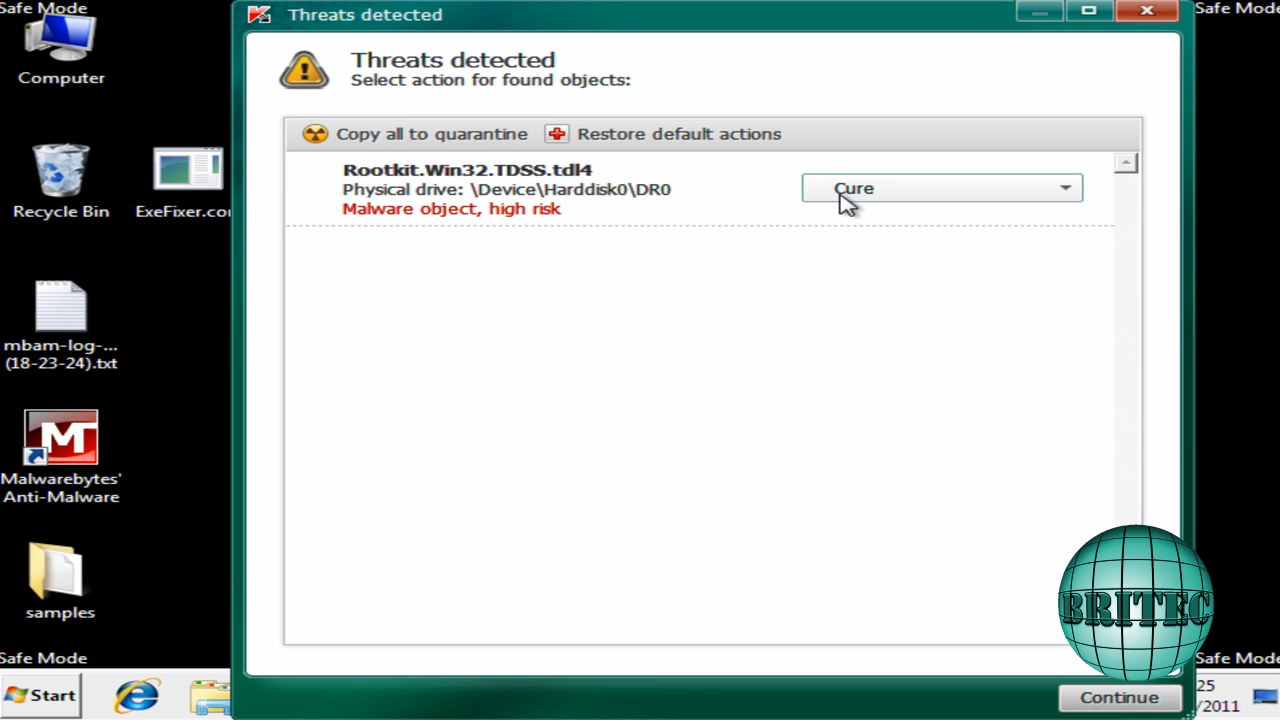 Safe Mode
Safe Mod
Computer
Recycle Bin
ExeFixer.co
mbam-log-...
(18-23-24).txt
Malwarebytes'
Anti-Malware
samples
Threats detected
Threats detected
Select action for found objects:
Copy all to quarantine
Restore default actions
Rootkit.Win32.TDSS.tdl4
Physical drive: \Device\Harddisk0\DR0
Malware object, high risk
Cure
BRITEC
Continue
Safe Mode
Safe Mod
Start
25
/2011